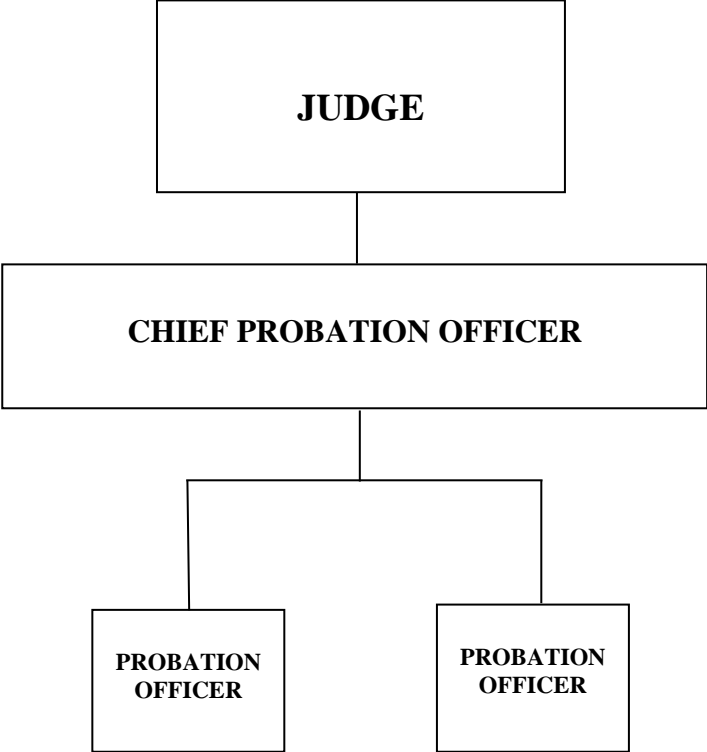 JUDGE
CHIEF PROBATION OFFICER
PROBATION
OFFICER
PROBATION
OFFICER